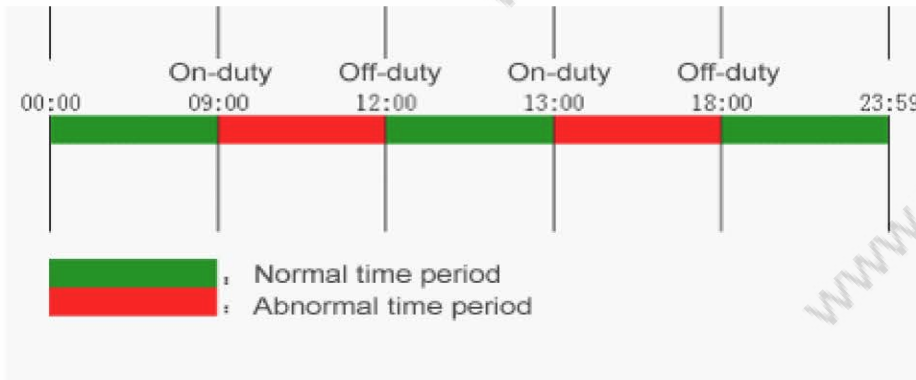 On-duty Off-duty On-duty Off-duty
00:00 09:00 12:00 13:00 18:00 23:59
: Normal time period
: Abnormal time period
www